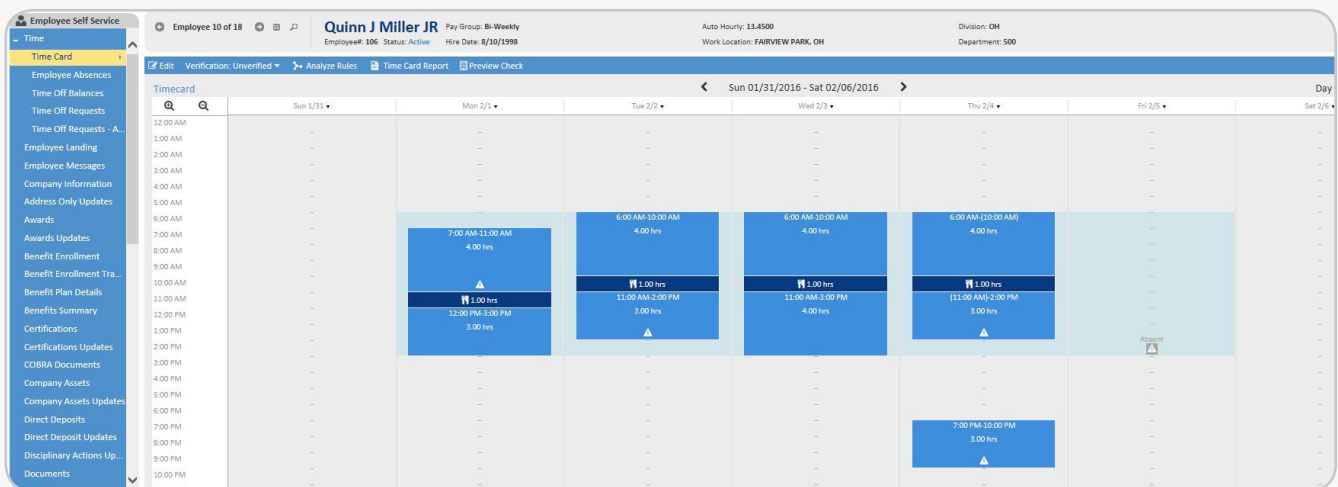 Employee Self Service
Time
Time Card
Employee Absences
Time Off Balances
Time Off Requests
Time Off Requests - A...
Employee Landing
Employee Messages
Company Information
Address Only Updates
Awards
Awards Updates
Benefit Enrollment
Benefit Enrollment Tra...
Benefit Plan Details
Benefits Summary
Certifications
Certifications Updates
COBRA Documents
Company Assets
Company Assets Updates
Direct Deposits
Direct Deposit Updates
Disciplinary Actions Up...
Documents
Employee 10 of 18
Quinn J Miller JR Pay Group: Bi-Weekly Auto Hourly: 13.4500 Division: OH
Employee#: 106 Status: Active Hire Date: 8/10/1998 Work Location: FAIRVIEW PARK, OH Department: 500
Edit Verification: Unverified Analyze Rules Time Card Report Preview Check
Timecard Sun 01/31/2016 - Sat 02/06/2016 Day
Sun 1/31 Mon 2/1 Tue 2/2 Wed 2/3 Thu 2/4 Fri 2/5 Sat 2/6
12:00 AM
1:00 AM
2:00 AM
3:00 AM
4:00 AM
5:00 AM
6:00 AM 6:00 AM-10:00 AM 6:00 AM-10:00 AM 6:00 AM-(10:00 AM)
4.00 hrs 4.00 hrs 4.00 hrs
7:00 AM 7:00 AM-11:00 AM
8:00 AM 4.00 hrs
9:00 AM
10:00 AM 1.00 hrs 1.00 hrs 1.00 hrs
11:00 AM 1.00 hrs 11:00 AM-2:00 PM 11:00 AM-3:00 PM (11:00 AM)-2:00 PM
12:00 PM 12:00 PM-3:00 PM 3.00 hrs 4.00 hrs 3.00 hrs
1:00 PM 3.00 hrs
2:00 PM Absent
3:00 PM
4:00 PM
5:00 PM
6:00 PM
7:00 PM 7:00 PM-10:00 PM
8:00 PM 3.00 hrs
9:00 PM
10:00 PM